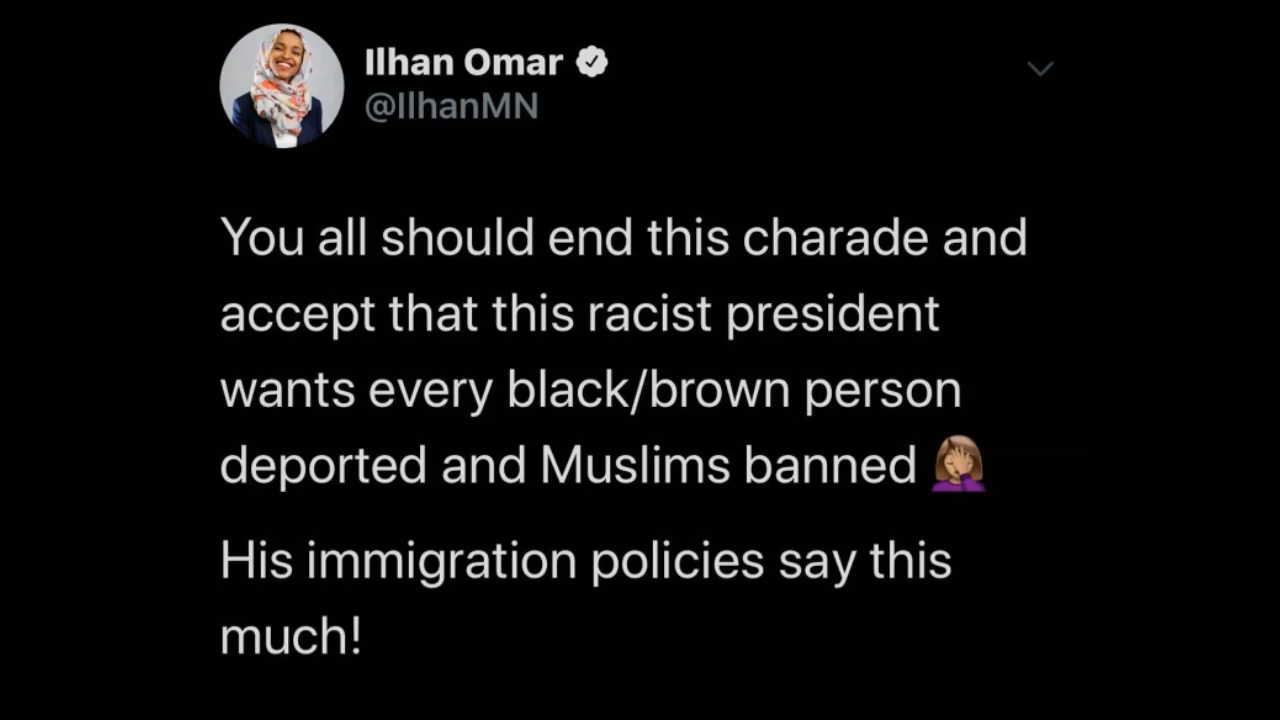 Ilhan Omar
@IlhanMN
You all should end this charade and
accept that this racist president
wants every black/brown person
deported and Muslims banned 🤦🏽‍♀️
His immigration policies say this
much!